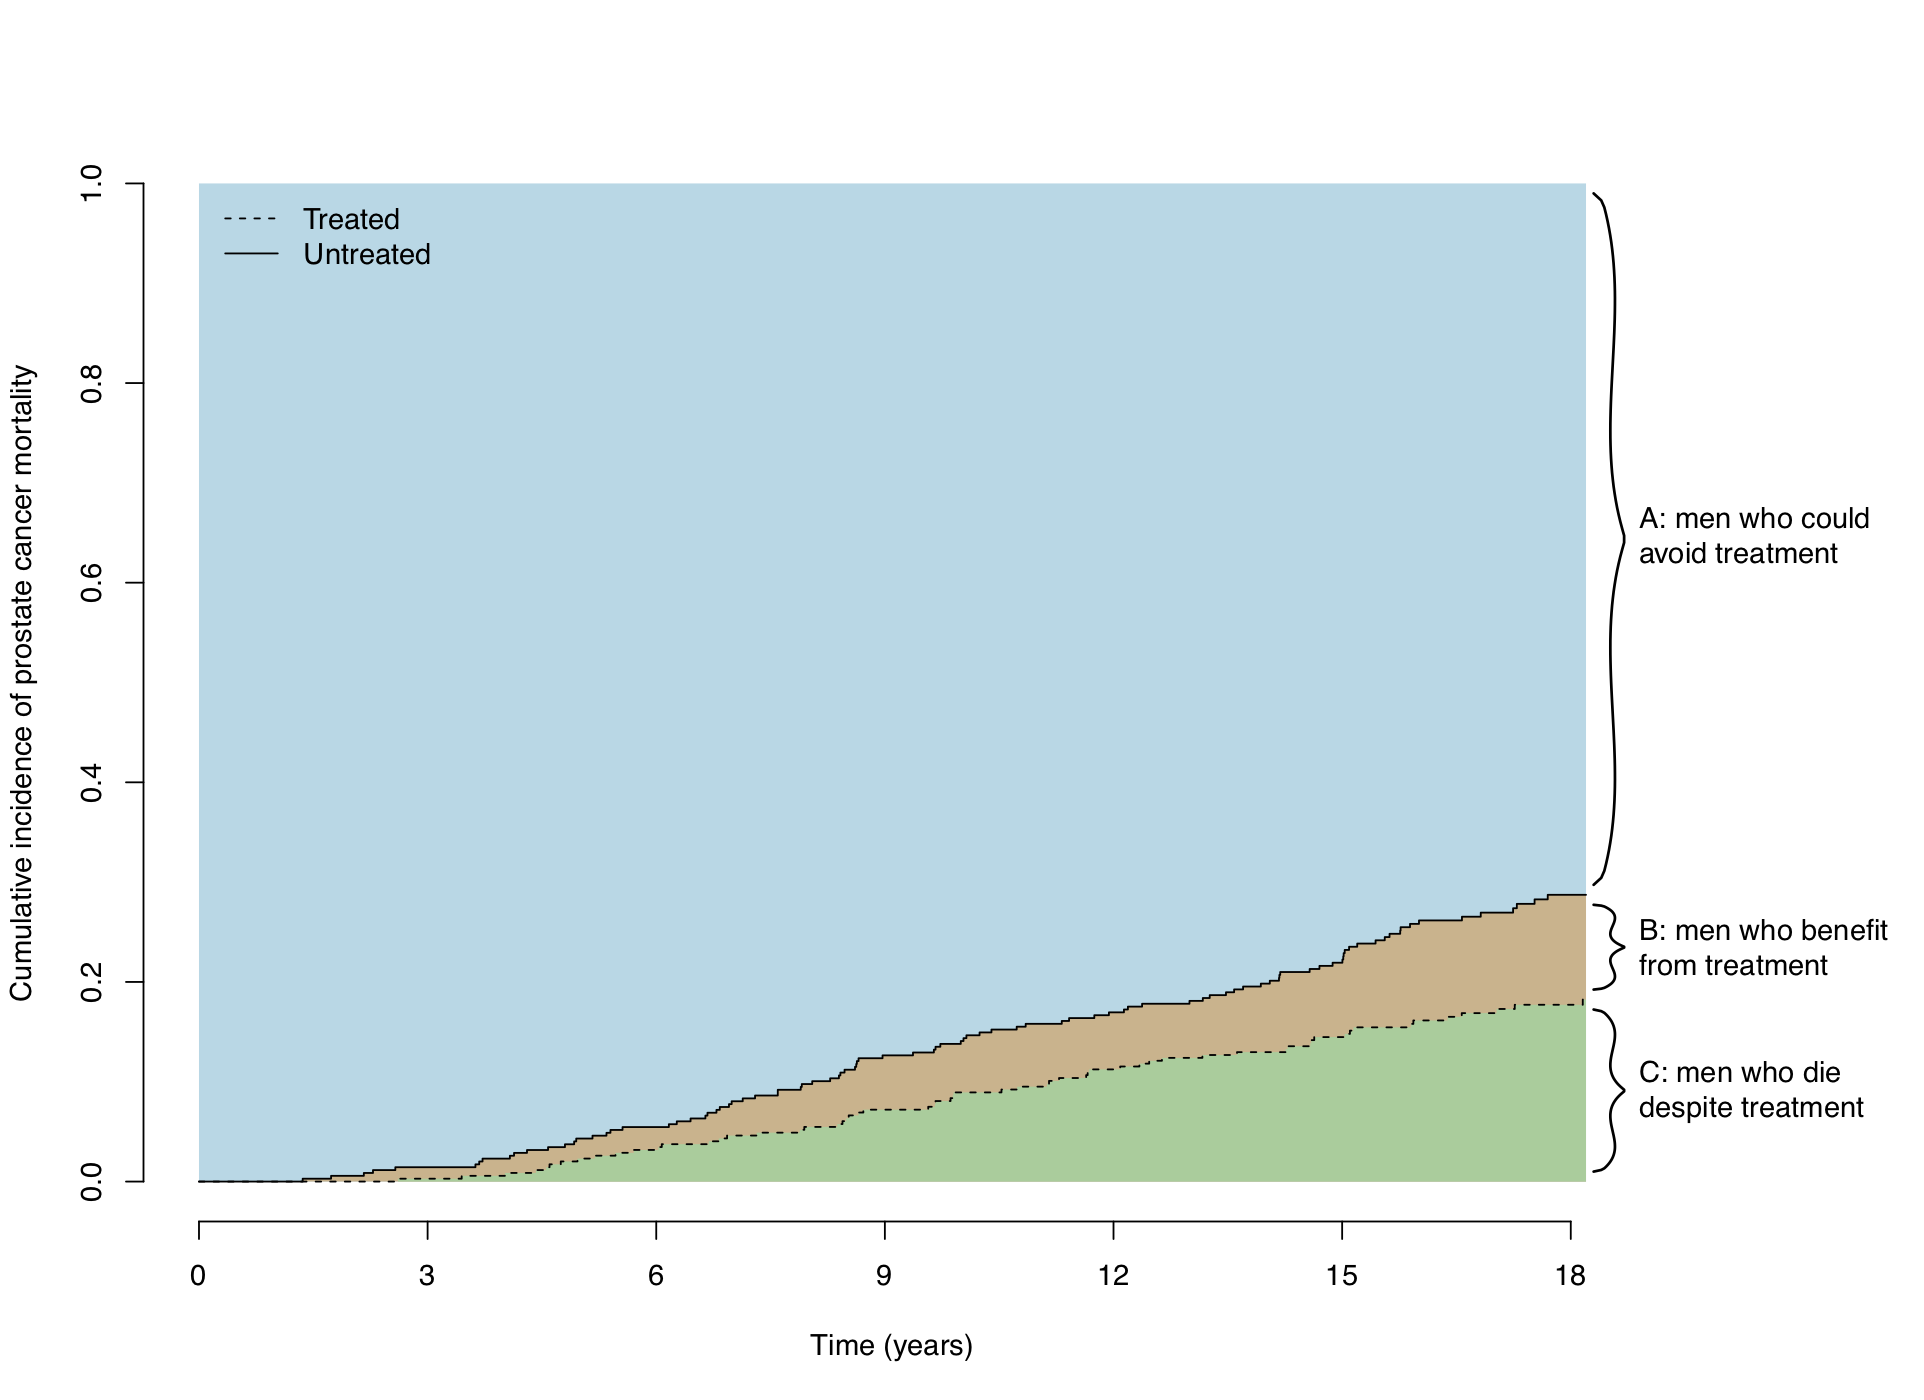 Treated
Untreated
Cumulative incidence of prostate cancer mortality
1.0
0.8
0.6
0.4
0.2
0.0
A: men who could
avoid treatment
B: men who benefit
from treatment
C: men who die
despite treatment
0 3 6 9 12 15 18
Time (years)